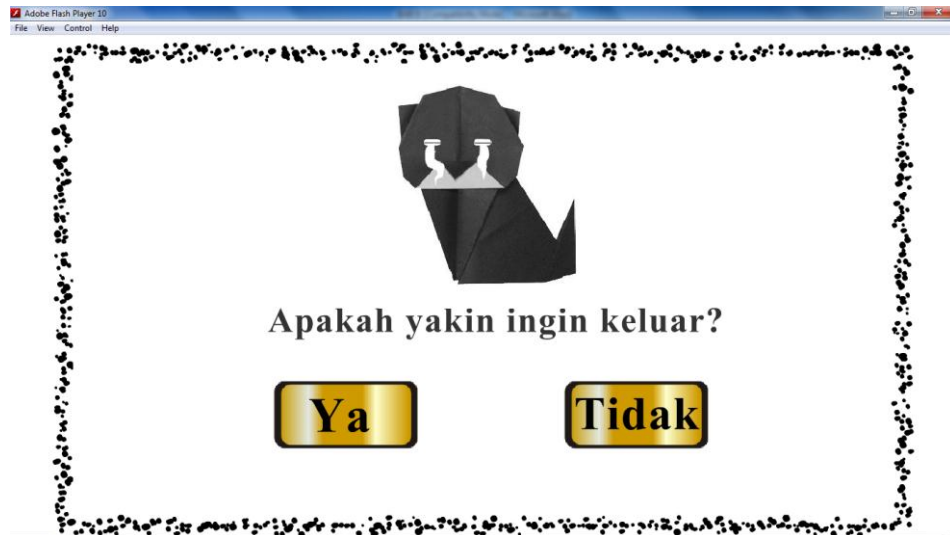 Adobe Flash Player 10
File View Control Help
Apakah yakin ingin keluar?
Ya
Tidak